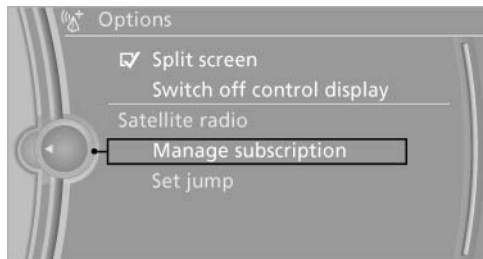 Options
Split screen
Switch off control display
Satellite radio
Manage subscription
Set jump